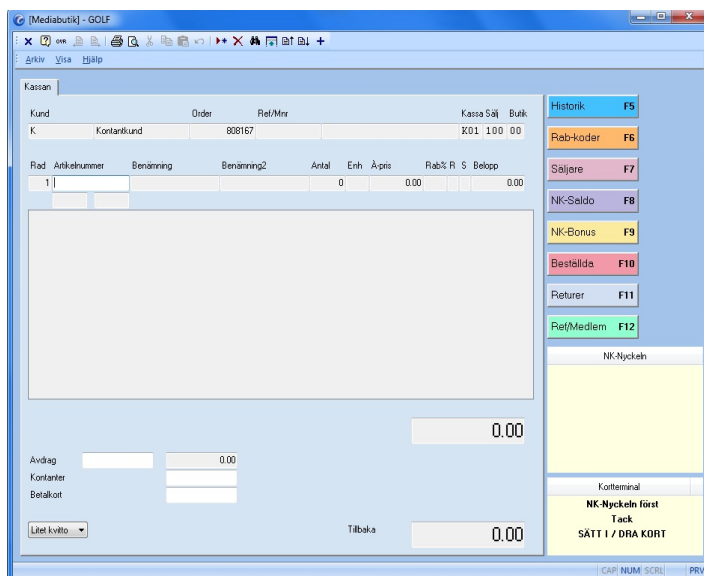 [Mediabutik] - GOLF
OVR
Arkiv Visa Hjälp
Kassan
Kund Order Ref/Mnr Kassa Sälj Butik
K Kontantkund 808167 K01 100 00
Rad Artikelnummer Benämning Benämning2 Antal Enh À-pris Rab% R S Belopp
1 0 0.00 0.00
0.00
Avdrag 0.00
Kontanter
Betalkort
Litet kvitto Tillbaka 0.00
Historik F5
Rab-koder F6
Säljare F7
NK-Saldo F8
NK-Bonus F9
Beställda F10
Returer F11
Ref/Medlem F12
NK-Nyckeln
Kortterminal
NK-Nyckeln först
Tack
SÄTT I / DRA KORT
CAP NUM SCRL PRV